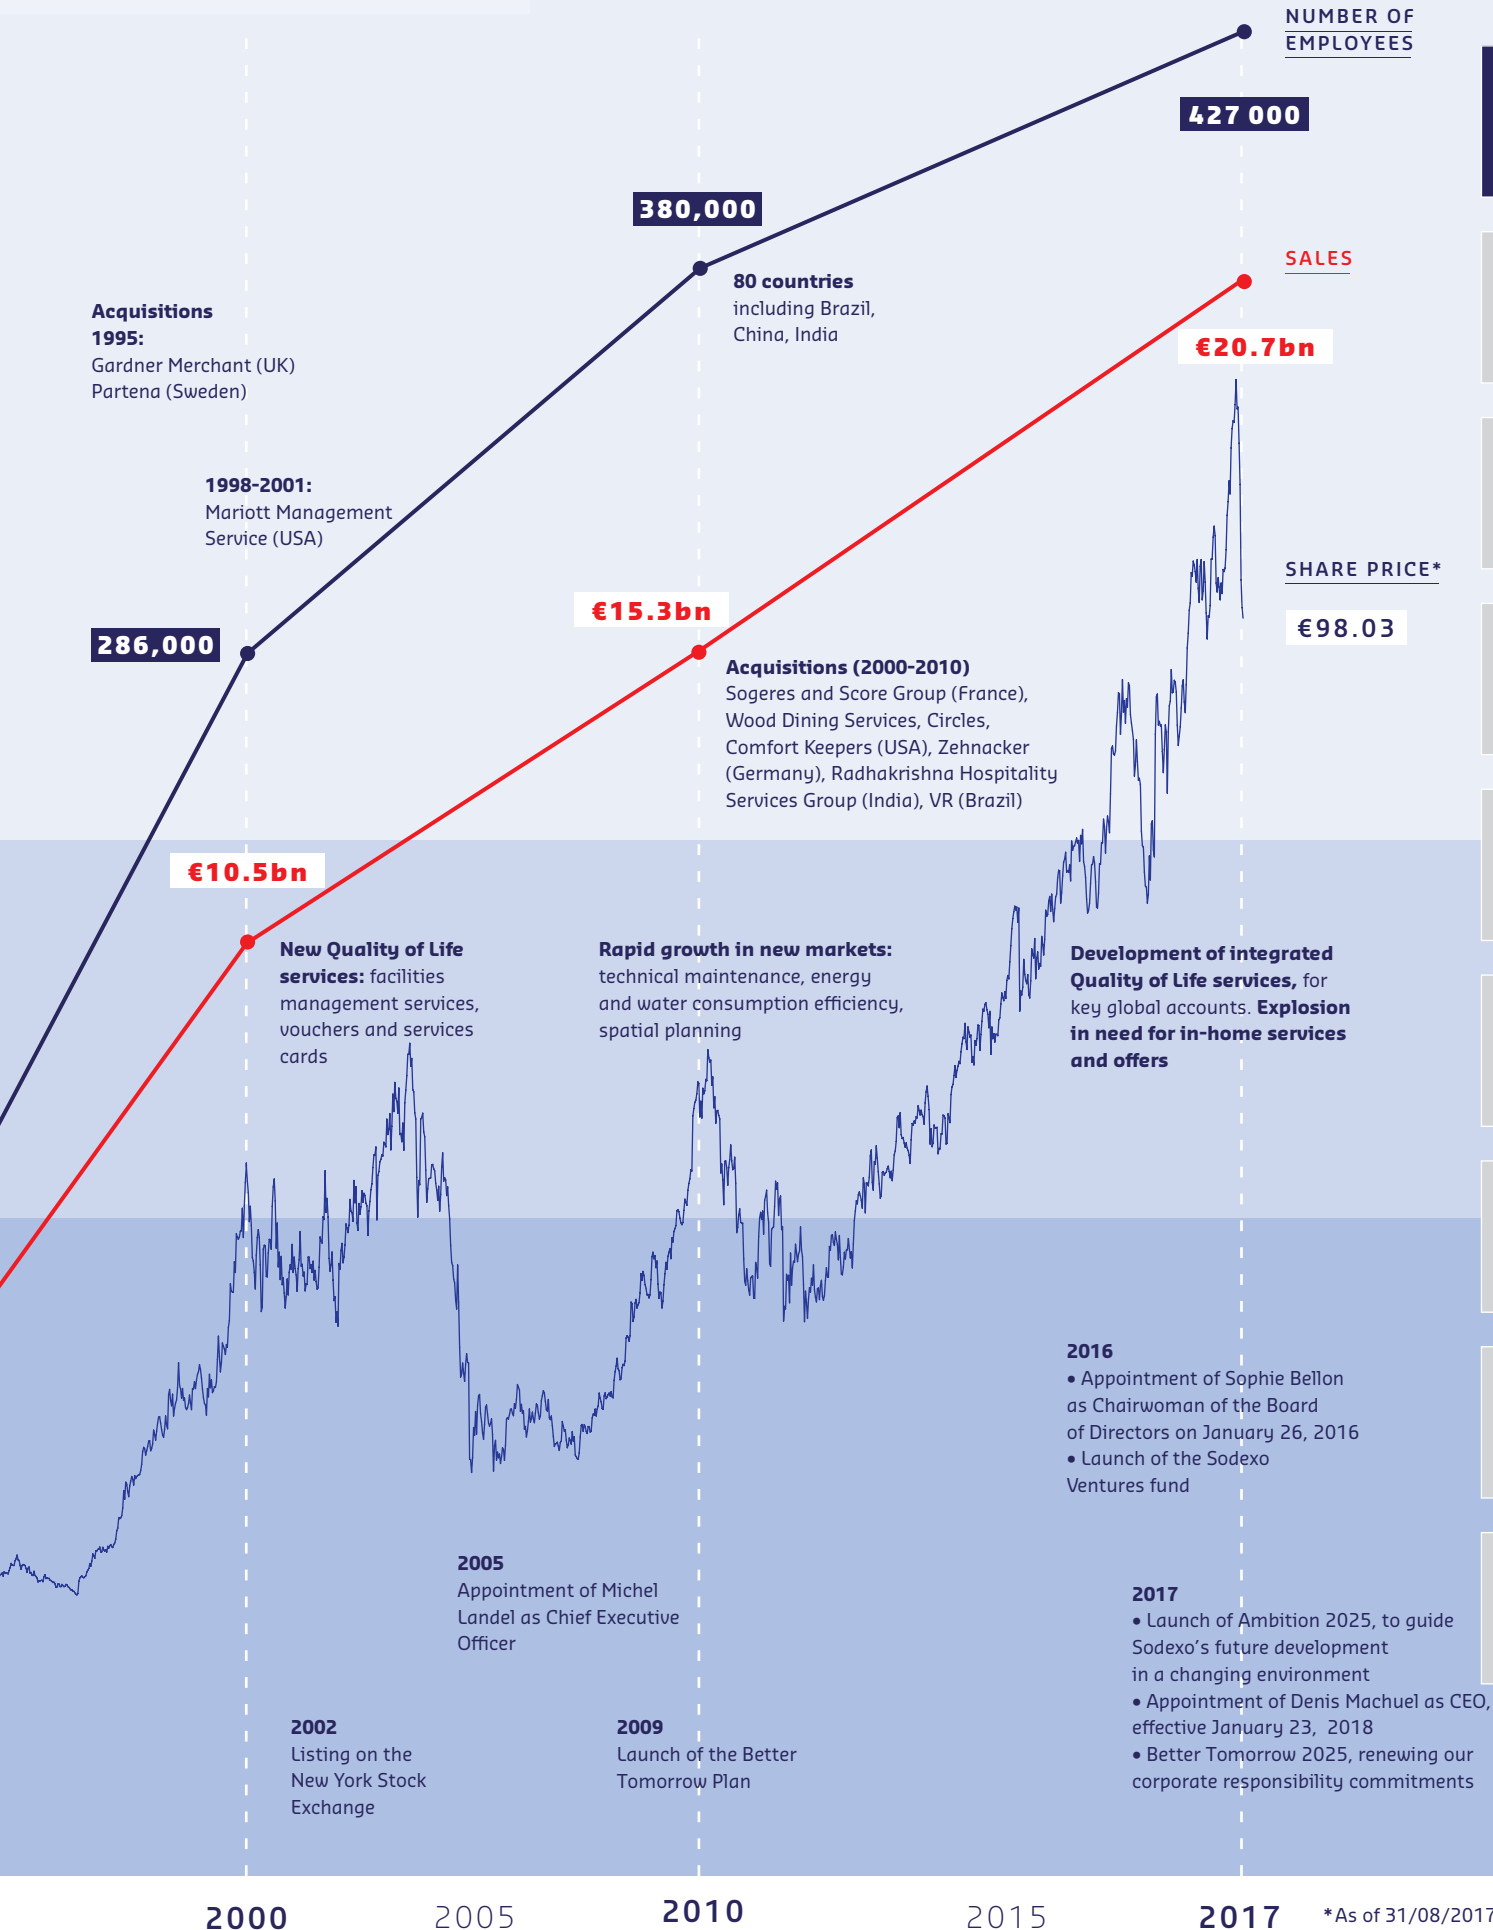 NUMBER OF
EMPLOYEES
427 000
380,000
SALES
80 countries
including Brazil,
China, India
Acquisitions
1995:
Gardner Merchant (UK)
Partena (Sweden)
€20.7bn
1998-2001:
Mariott Management
Service (USA)
SHARE PRICE*
€98.03
€15.3bn
286,000
Acquisitions (2000-2010)
Sogeres and Score Group (France),
Wood Dining Services, Circles,
Comfort Keepers (USA), Zehnacker
(Germany), Radhakrishna Hospitality
Services Group (India), VR (Brazil)
€10.5bn
New Quality of Life
services: facilities
management services,
vouchers and services
cards
Rapid growth in new markets:
technical maintenance, energy
and water consumption efficiency,
spatial planning
Development of integrated
Quality of Life services, for
key global accounts. Explosion
in need for in-home services
and offers
2016
• Appointment of Sophie Bellon
as Chairwoman of the Board
of Directors on January 26, 2016
• Launch of the Sodexo
Ventures fund
2005
Appointment of Michel
Landel as Chief Executive
Officer
2017
• Launch of Ambition 2025, to guide
Sodexo's future development
in a changing environment
• Appointment of Denis Machuel as CEO,
effective January 23, 2018
• Better Tomorrow 2025, renewing our
corporate responsibility commitments
2002
Listing on the
New York Stock
Exchange
2009
Launch of the Better
Tomorrow Plan
2000
2005
2010
2015
2017
*As of 31/08/2017